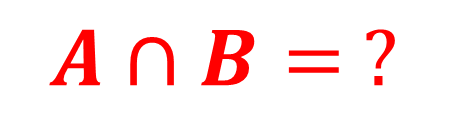 A ∩ B = ?